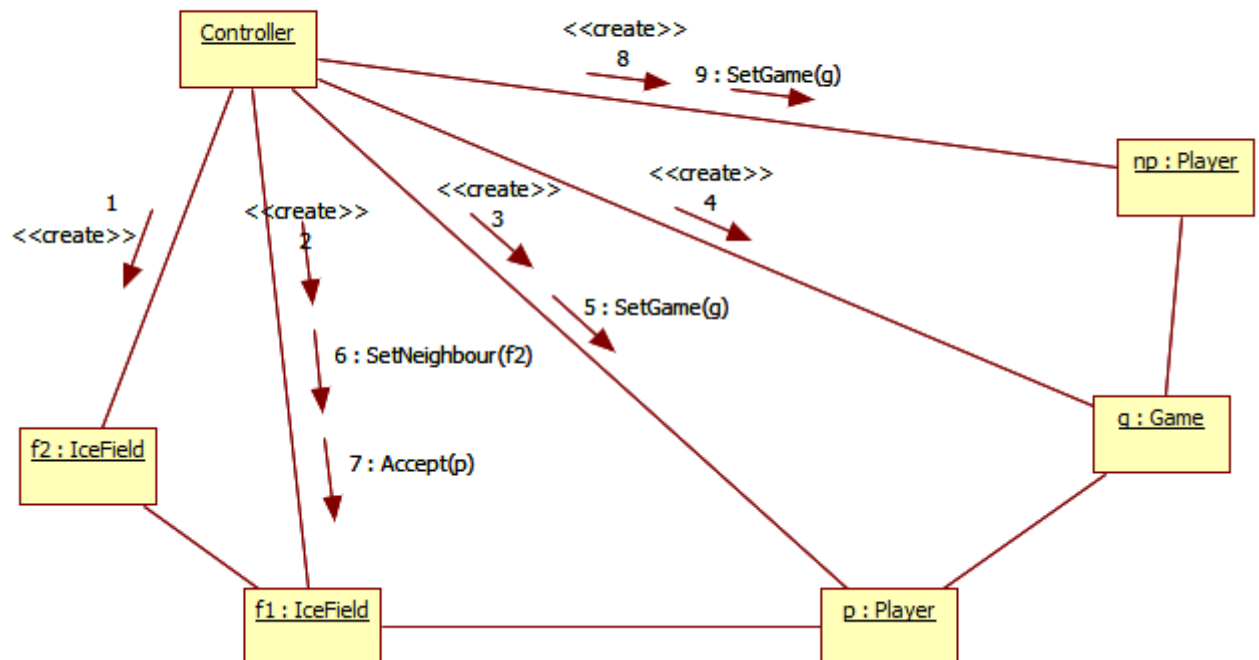 Controller
<<create>>
8
9 : SetGame(g)
np : Player
<<create>>
4
<<create>>
3
1
<<create>>
<<create>>
2
5 : SetGame(g)
6 : SetNeighbour(f2)
g : Game
f2 : IceField
7 : Accept(p)
f1 : IceField
p : Player